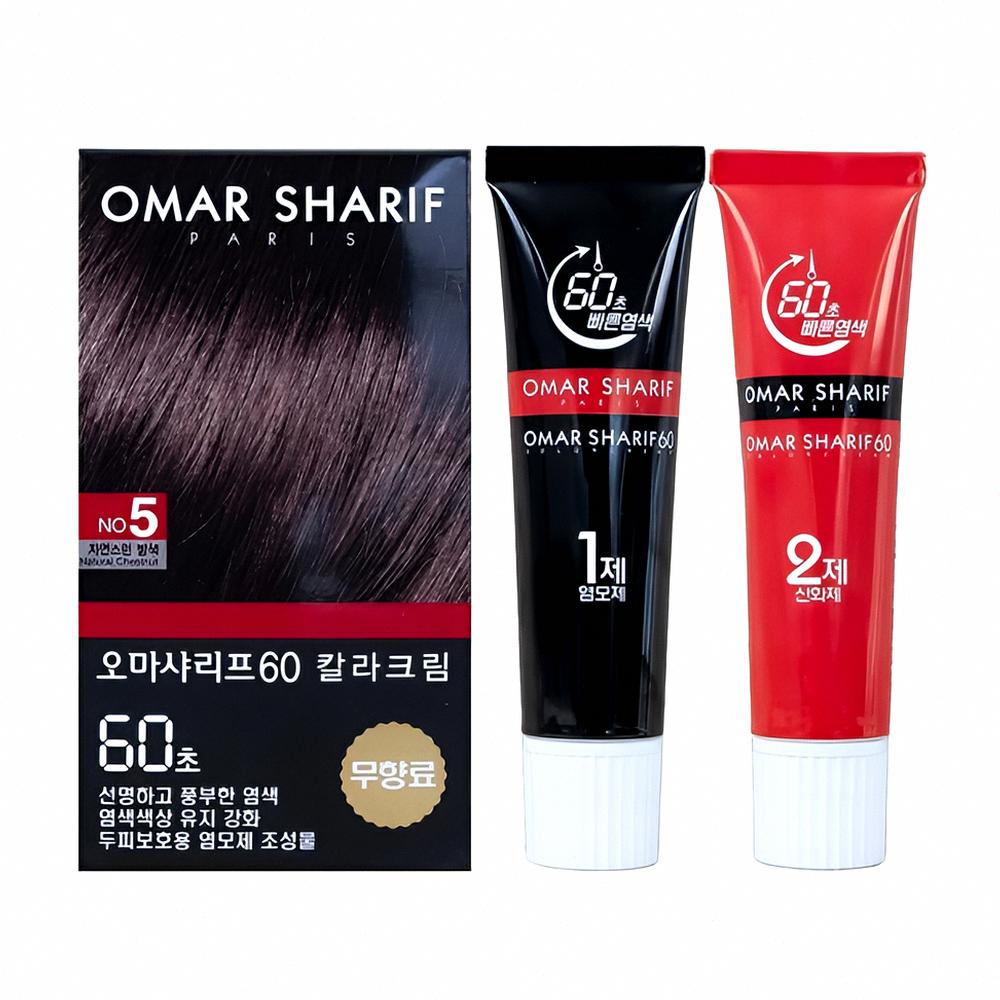 OMAR SHARIF
PARIS
NO 5
자연스런 밤색
Natural Chestnut
오마샤리프60 칼라크림
60초
선명하고 풍부한 염색
염색색상 유지 강화
두피보호용 염모제 조성물
무향료
60초
빠른염색
OMAR SHARIF
PARIS
OMAR SHARIF60
1제
염모제
60초
빠른염색
OMAR SHARIF
PARIS
OMAR SHARIF60
2제
산화제